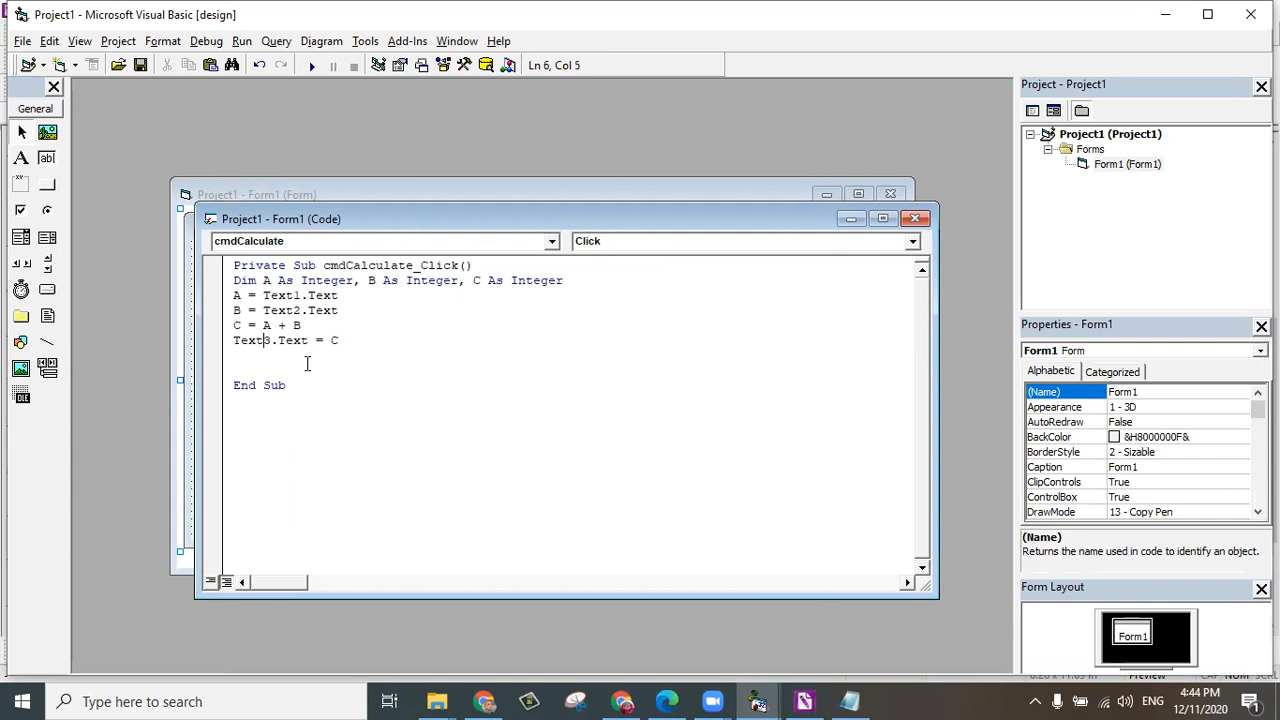 Project1 - Microsoft Visual Basic [design]
File Edit View Project Format Debug Run Query Diagram Tools Add-Ins Window Help
Ln 6, Col 5
General
Project1 - Form1 (Form)
Project1 - Form1 (Code)
cmdCalculate Click
Private Sub cmdCalculate_Click()
Dim A As Integer, B As Integer, C As Integer
A = Text1.Text
B = Text2.Text
C = A + B
Text3.Text = C
End Sub
Project - Project1
Project1 (Project1)
Forms
Form1 (Form1)
Properties - Form1
Form1 Form
Alphabetic Categorized
(Name) Form1
Appearance 1 - 3D
AutoRedraw False
BackColor &H8000000F&
BorderStyle 2 - Sizable
Caption Form1
ClipControls True
ControlBox True
DrawMode 13 - Copy Pen
(Name)
Returns the name used in code to identify an object.
Form Layout
Form1
Type here to search
ENG
4:44 PM
12/11/2020